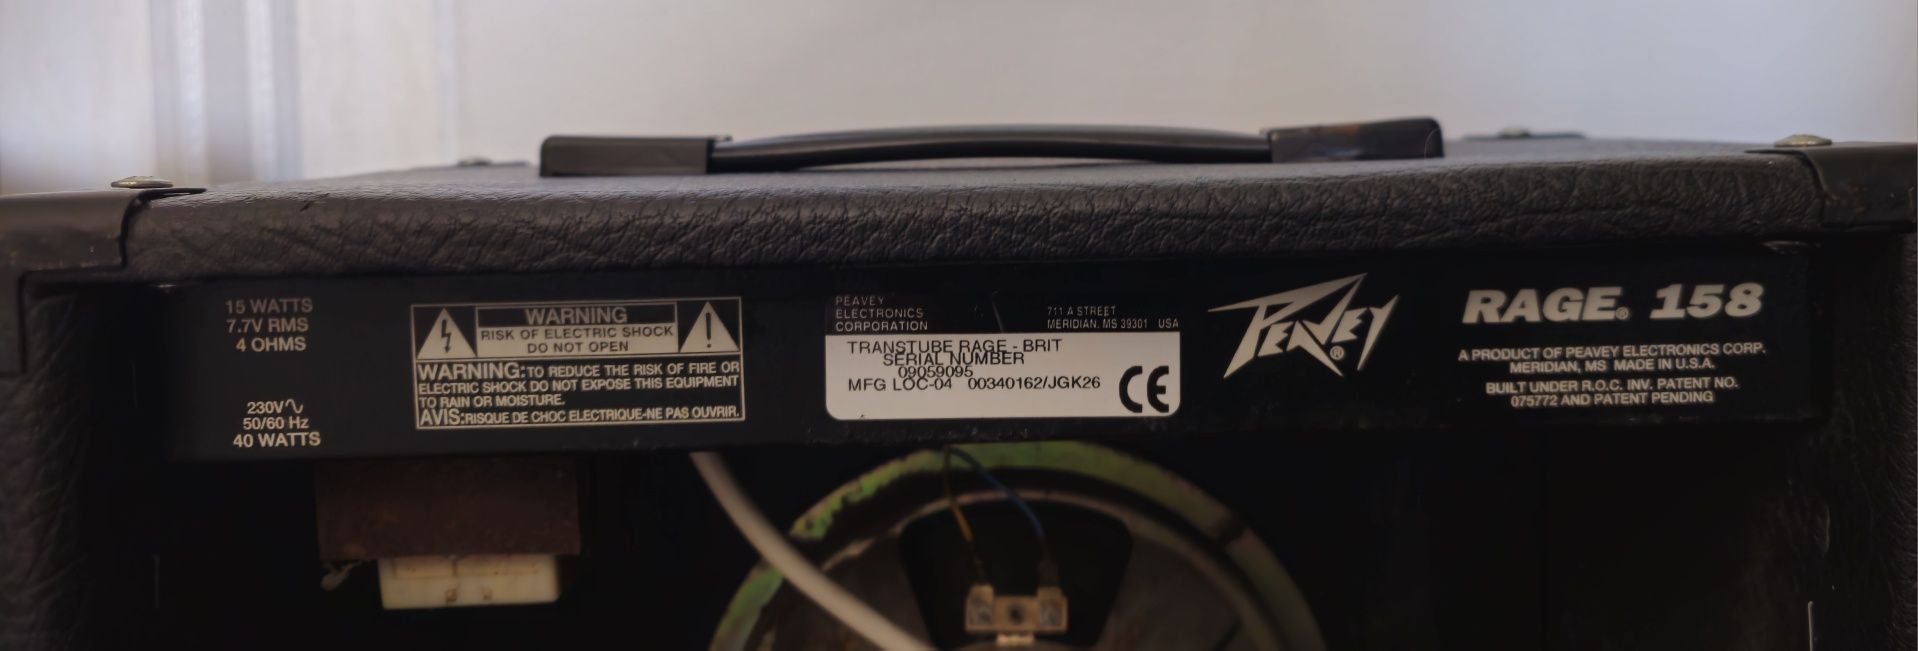 15 WATTS
7.7V RMS
4 OHMS
230V∿
50/60 Hz
40 WATTS
WARNING
RISK OF ELECTRIC SHOCK
DO NOT OPEN
WARNING: TO REDUCE THE RISK OF FIRE OR
ELECTRIC SHOCK DO NOT EXPOSE THIS EQUIPMENT
TO RAIN OR MOISTURE.
AVIS: RISQUE DE CHOC ELECTRIQUE-NE PAS OUVRIR.
PEAVEY
ELECTRONICS
CORPORATION
711 A STREET
MERIDIAN, MS 39301 USA
TRANSTUBE RAGE - BRIT
SERIAL NUMBER
09059095
MFG LOC-04 00340162/JGK26
CE
PEAVEY®
RAGE® 158
A PRODUCT OF PEAVEY ELECTRONICS CORP.
MERIDIAN, MS MADE IN U.S.A.
BUILT UNDER R.O.C. INV. PATENT NO.
075772 AND PATENT PENDING